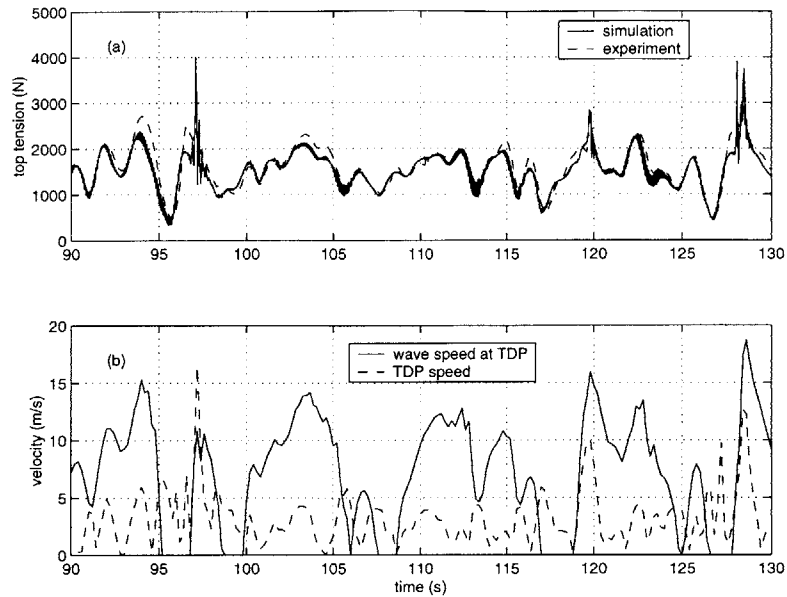 5000
4000
3000
2000
1000
0
top tension (N)
(a)
simulation
experiment
90 95 100 105 110 115 120 125 130
20
15
10
5
0
velocity (m/s)
(b)
wave speed at TDP
TDP speed
90 95 100 105 110 115 120 125 130
time (s)